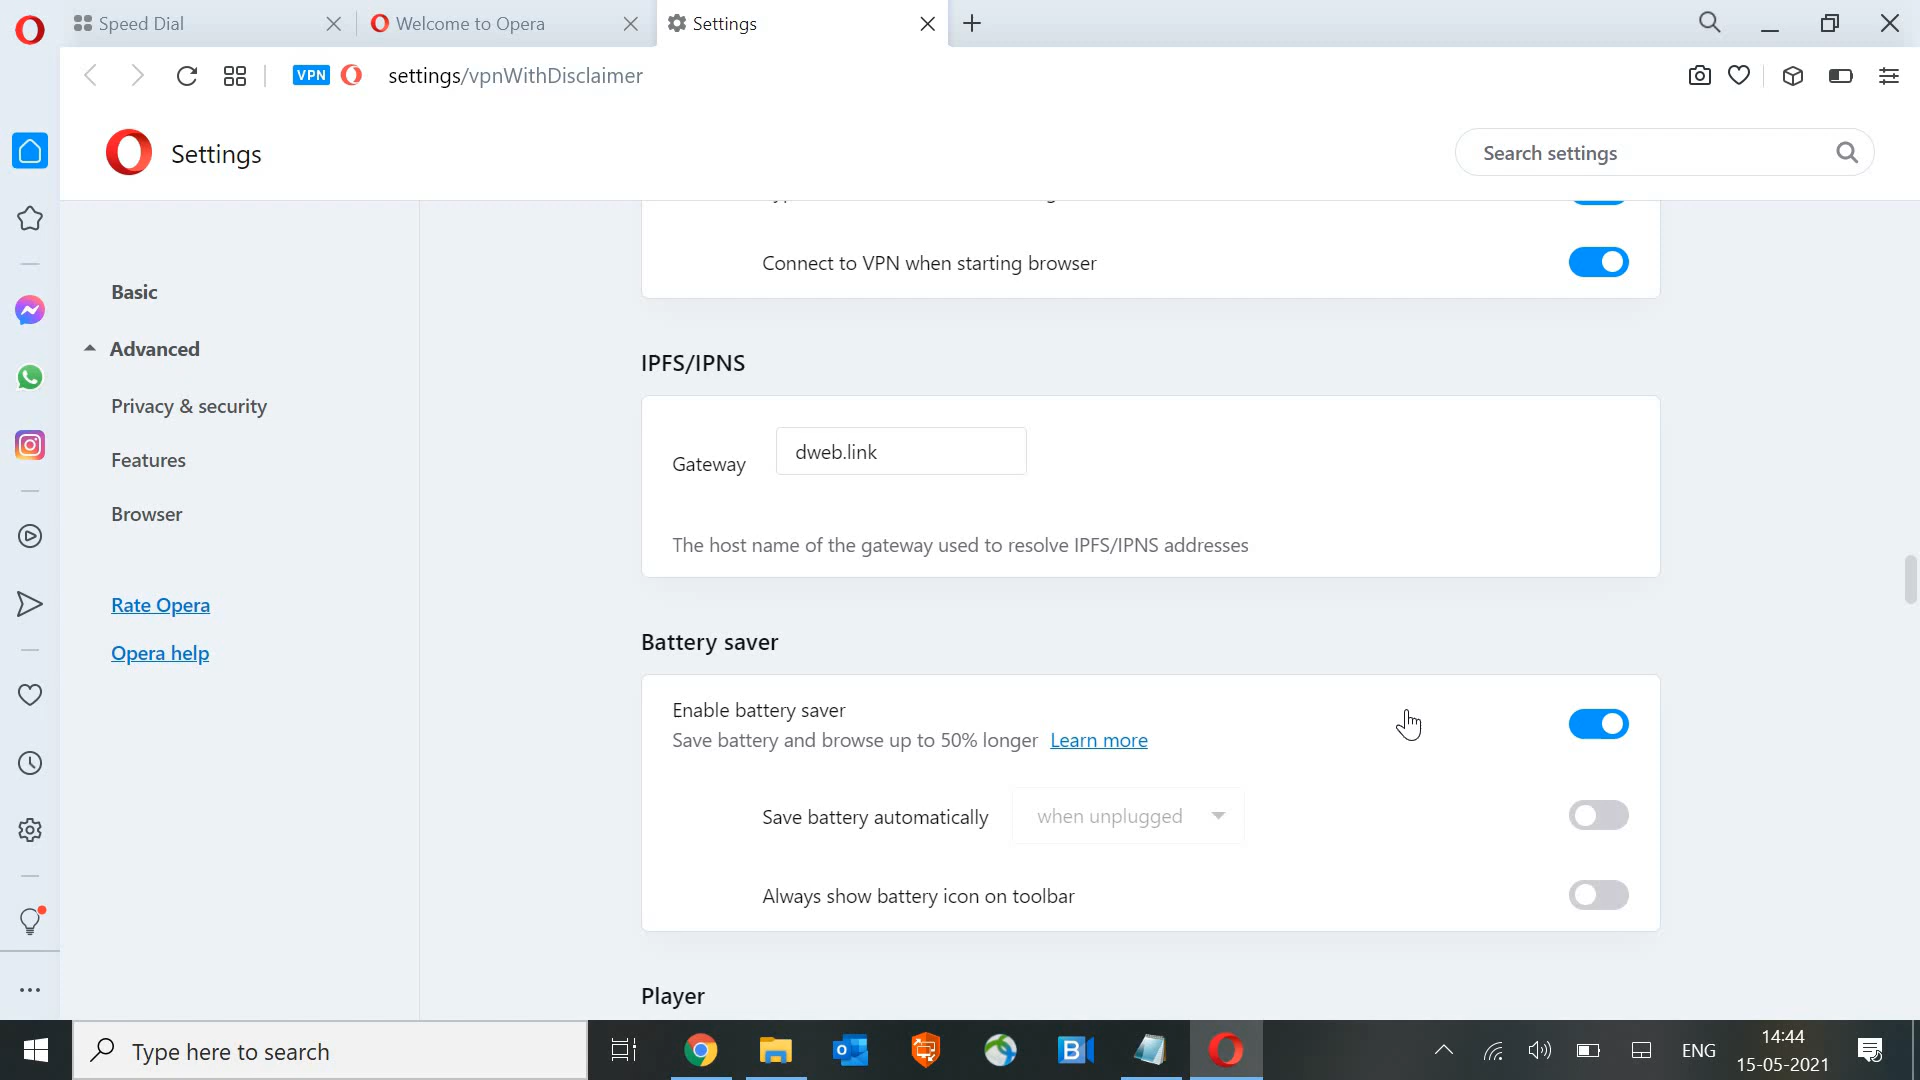 Speed Dial
Welcome to Opera
Settings
VPN
settings/vpnWithDisclaimer
Settings
Search settings
Connect to VPN when starting browser
Basic
Advanced
Privacy & security
Features
Browser
Rate Opera
Opera help
IPFS/IPNS
Gateway
dweb.link
The host name of the gateway used to resolve IPFS/IPNS addresses
Battery saver
Enable battery saver
Save battery and browse up to 50% longer Learn more
Save battery automatically
when unplugged
Always show battery icon on toolbar
Player
Type here to search
ENG
14:44
15-05-2021